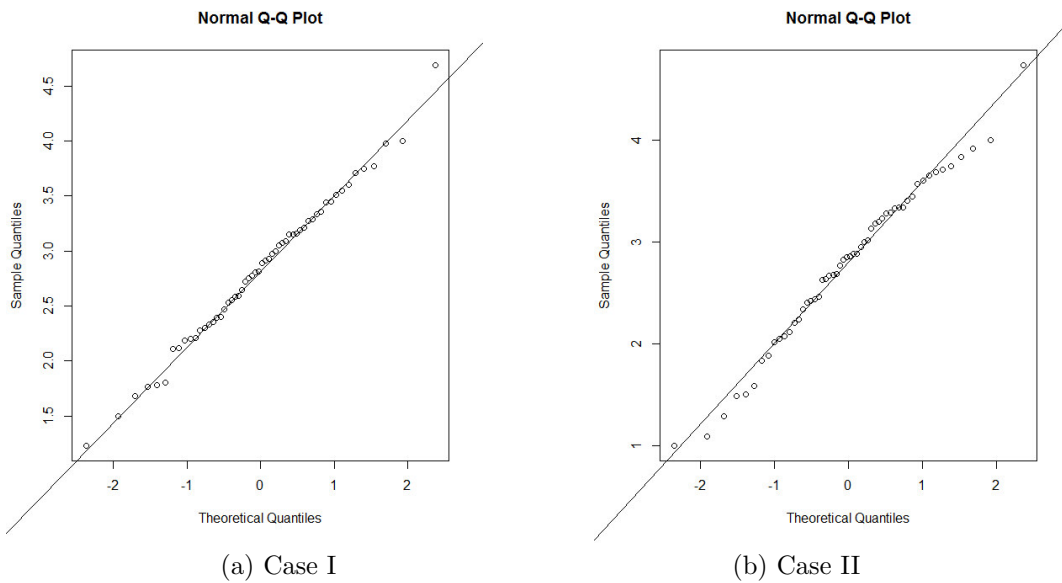 Normal Q-Q Plot
Sample Quantiles
4.5
4.0
3.5
3.0
2.5
2.0
1.5
-2 -1 0 1 2
Theoretical Quantiles
(a) Case I
Normal Q-Q Plot
Sample Quantiles
4
3
2
1
-2 -1 0 1 2
Theoretical Quantiles
(b) Case II